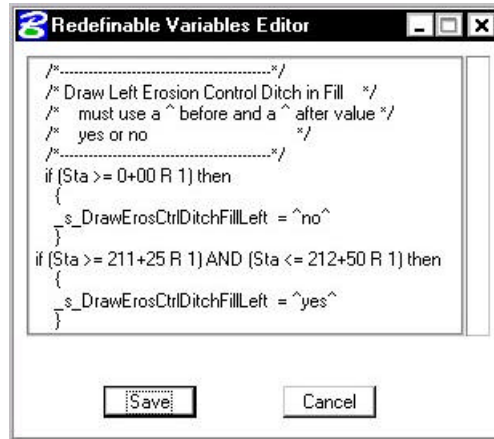 Redefinable Variables Editor
/*------------------------------------------*/
/* Draw Left Erosion Control Ditch in Fill */
/* must use a ^ before and a ^ after value */
/* yes or no */
/*------------------------------------------*/
if (Sta >= 0+00 R 1) then
{
_s_DrawErosCtrlDitchFillLeft = ^no^
}
if (Sta >= 211+25 R 1) AND (Sta <= 212+50 R 1) then
{
_s_DrawErosCtrlDitchFillLeft = ^yes^
}
Save Cancel